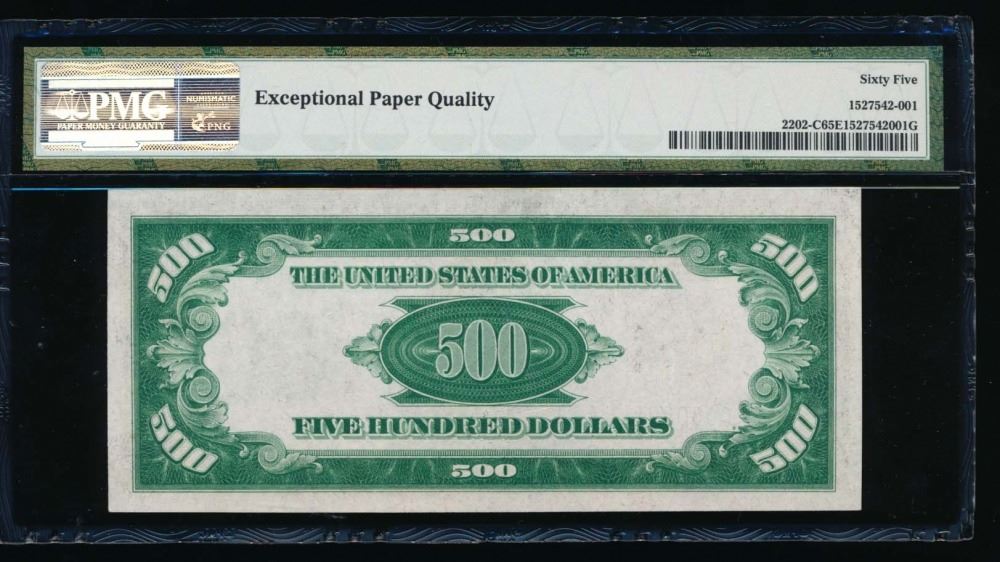 PMG
PAPER MONEY GUARANTY
NUMISMATIC
PNG
Exceptional Paper Quality
Sixty Five
1527542-001
2202-C65E1527542001G
500
500
500
THE UNITED STATES OF AMERICA
500
FIVE HUNDRED DOLLARS
500
500
500